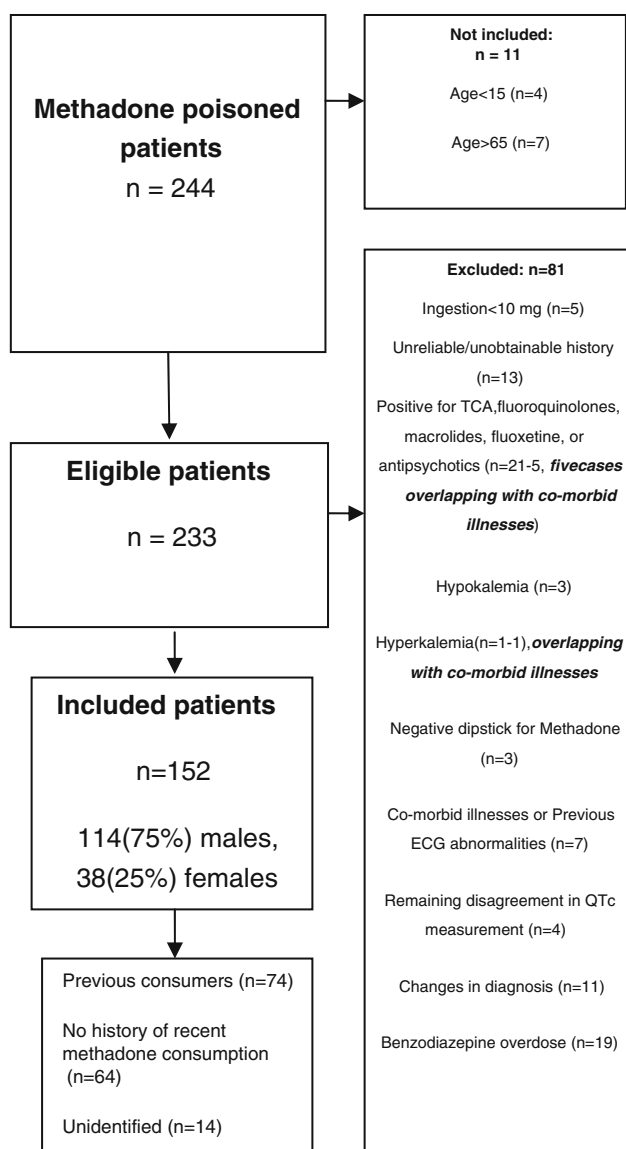 Methadone poisoned
patients
n = 244
Not included:
n = 11
Age<15 (n=4)
Age>65 (n=7)
Eligible patients
n = 233
Excluded: n=81
Ingestion<10 mg (n=5)
Unreliable/unobtainable history
(n=13)
Positive for TCA,fluoroquinolones,
macrolides, fluoxetine, or
antipsychotics (n=21-5, fivecases
overlapping with co-morbid
illnesses)
Hypokalemia (n=3)
Hyperkalemia(n=1-1),overlapping
with co-morbid illnesses
Negative dipstick for Methadone
(n=3)
Co-morbid illnesses or Previous
ECG abnormalities (n=7)
Remaining disagreement in QTc
measurement (n=4)
Changes in diagnosis (n=11)
Benzodiazepine overdose (n=19)
Included patients
n=152
114(75%) males,
38(25%) females
Previous consumers (n=74)
No history of recent
methadone consumption
(n=64)
Unidentified (n=14)